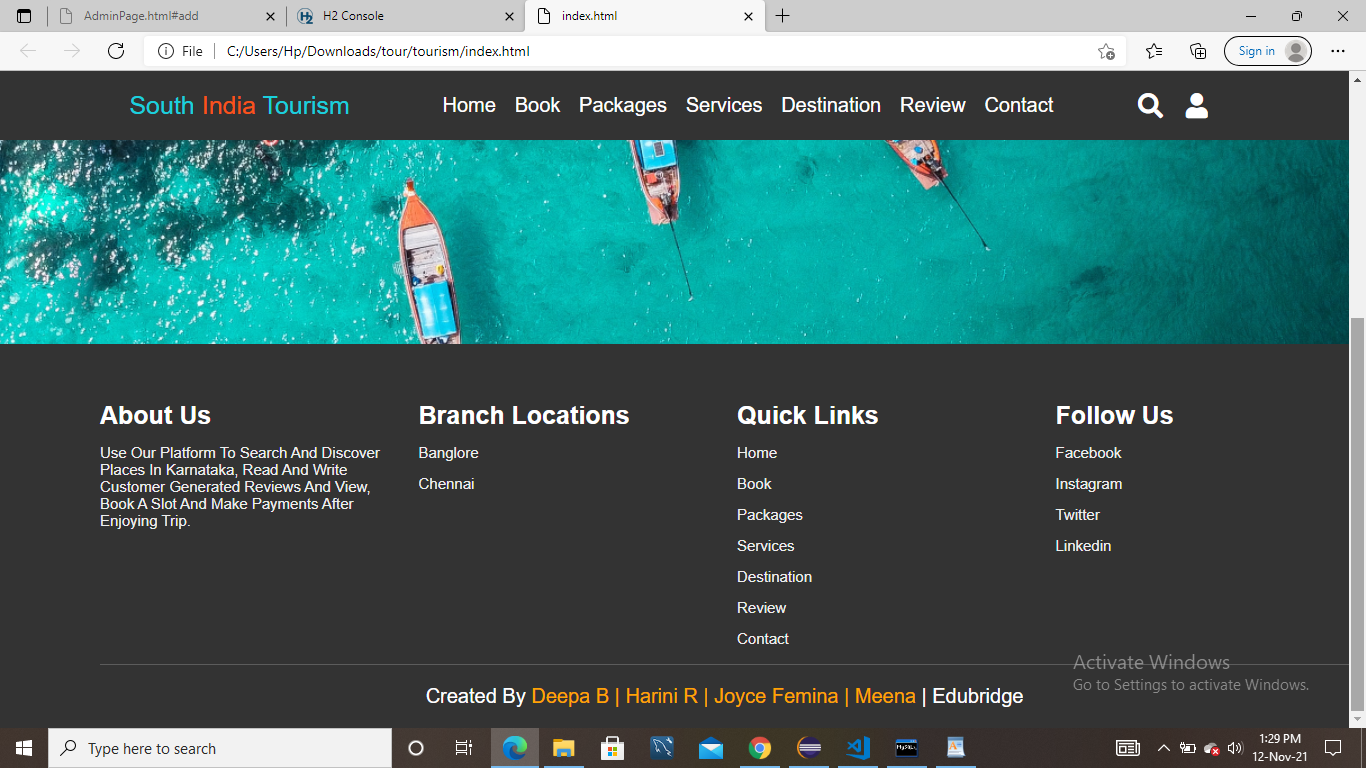 AdminPage.html#add
H2 Console
index.html
File
C:/Users/Hp/Downloads/tour/tourism/index.html
Sign in
South India Tourism
Home Book Packages Services Destination Review Contact
About Us
Use Our Platform To Search And Discover
Places In Karnataka, Read And Write
Customer Generated Reviews And View,
Book A Slot And Make Payments After
Enjoying Trip.
Branch Locations
Banglore
Chennai
Quick Links
Home
Book
Packages
Services
Destination
Review
Contact
Follow Us
Facebook
Instagram
Twitter
Linkedin
Activate Windows
Go to Settings to activate Windows.
Created By Deepa B | Harini R | Joyce Femina | Meena | Edubridge
Type here to search
1:29 PM
12-Nov-21